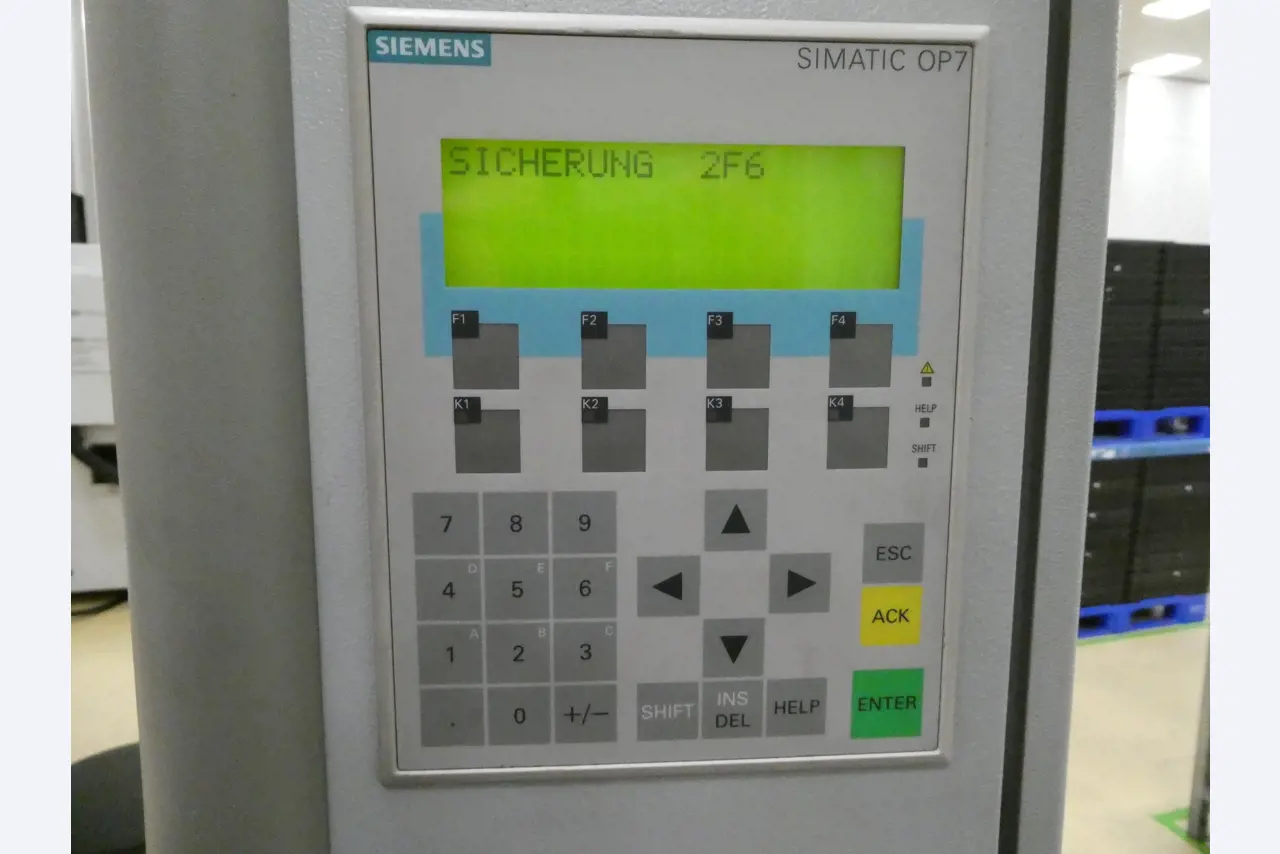 SIEMENS
SIMATIC OP7
SICHERUNG 2F6
F1 F2 F3 F4
K1 K2 K3 K4
HELP
SHIFT
7 8 9
4 D 5 E 6 F
1 A 2 B 3 C
. 0 +/−
SHIFT INS DEL HELP
ESC
ACK
ENTER